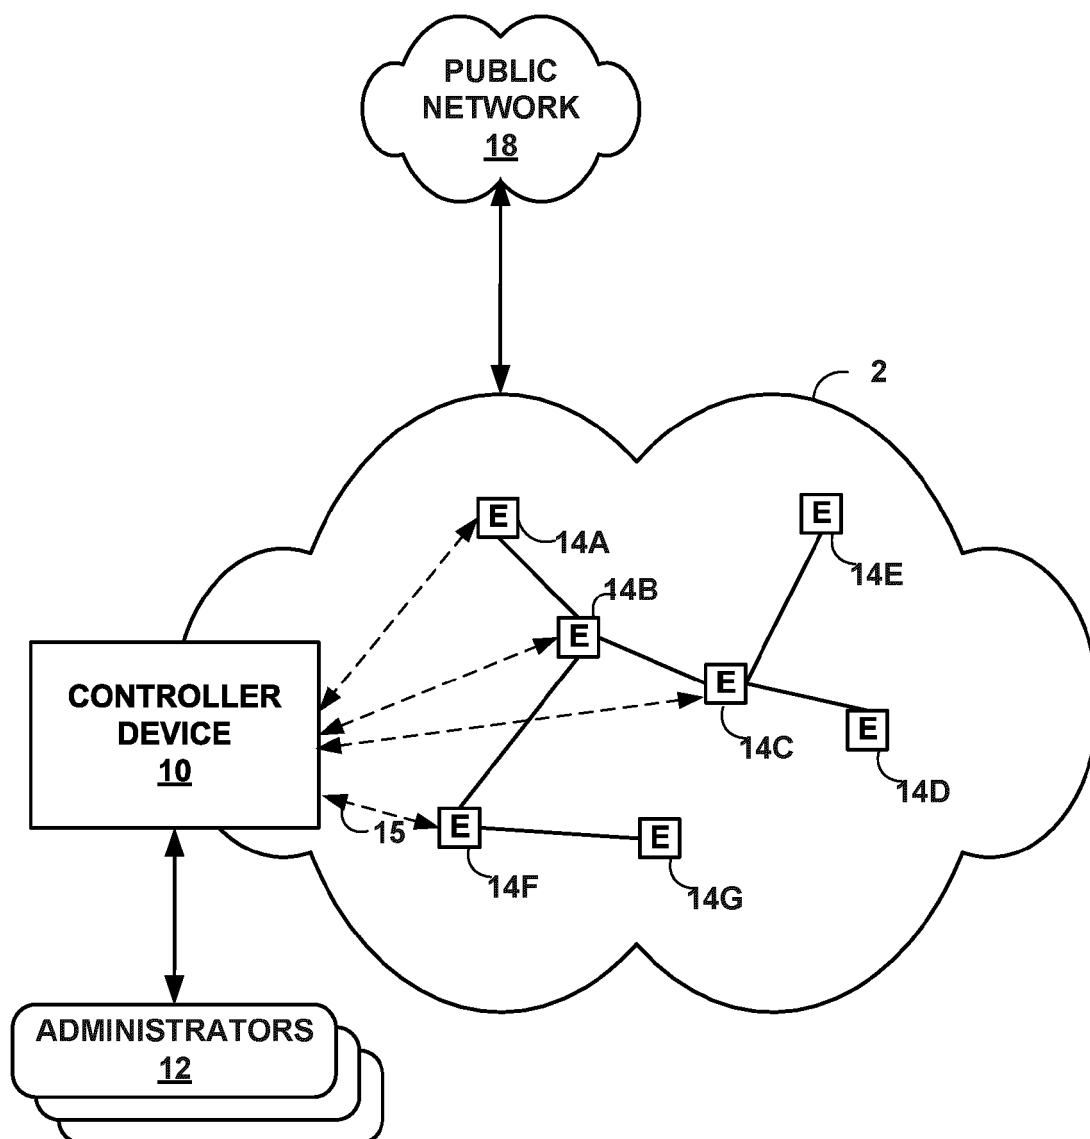 PUBLIC
NETWORK
18
2
E
14A
E
14E
14B
E
E
14C
E
14D
CONTROLLER
DEVICE
10
15
E
14F
E
14G
ADMINISTRATORS
12